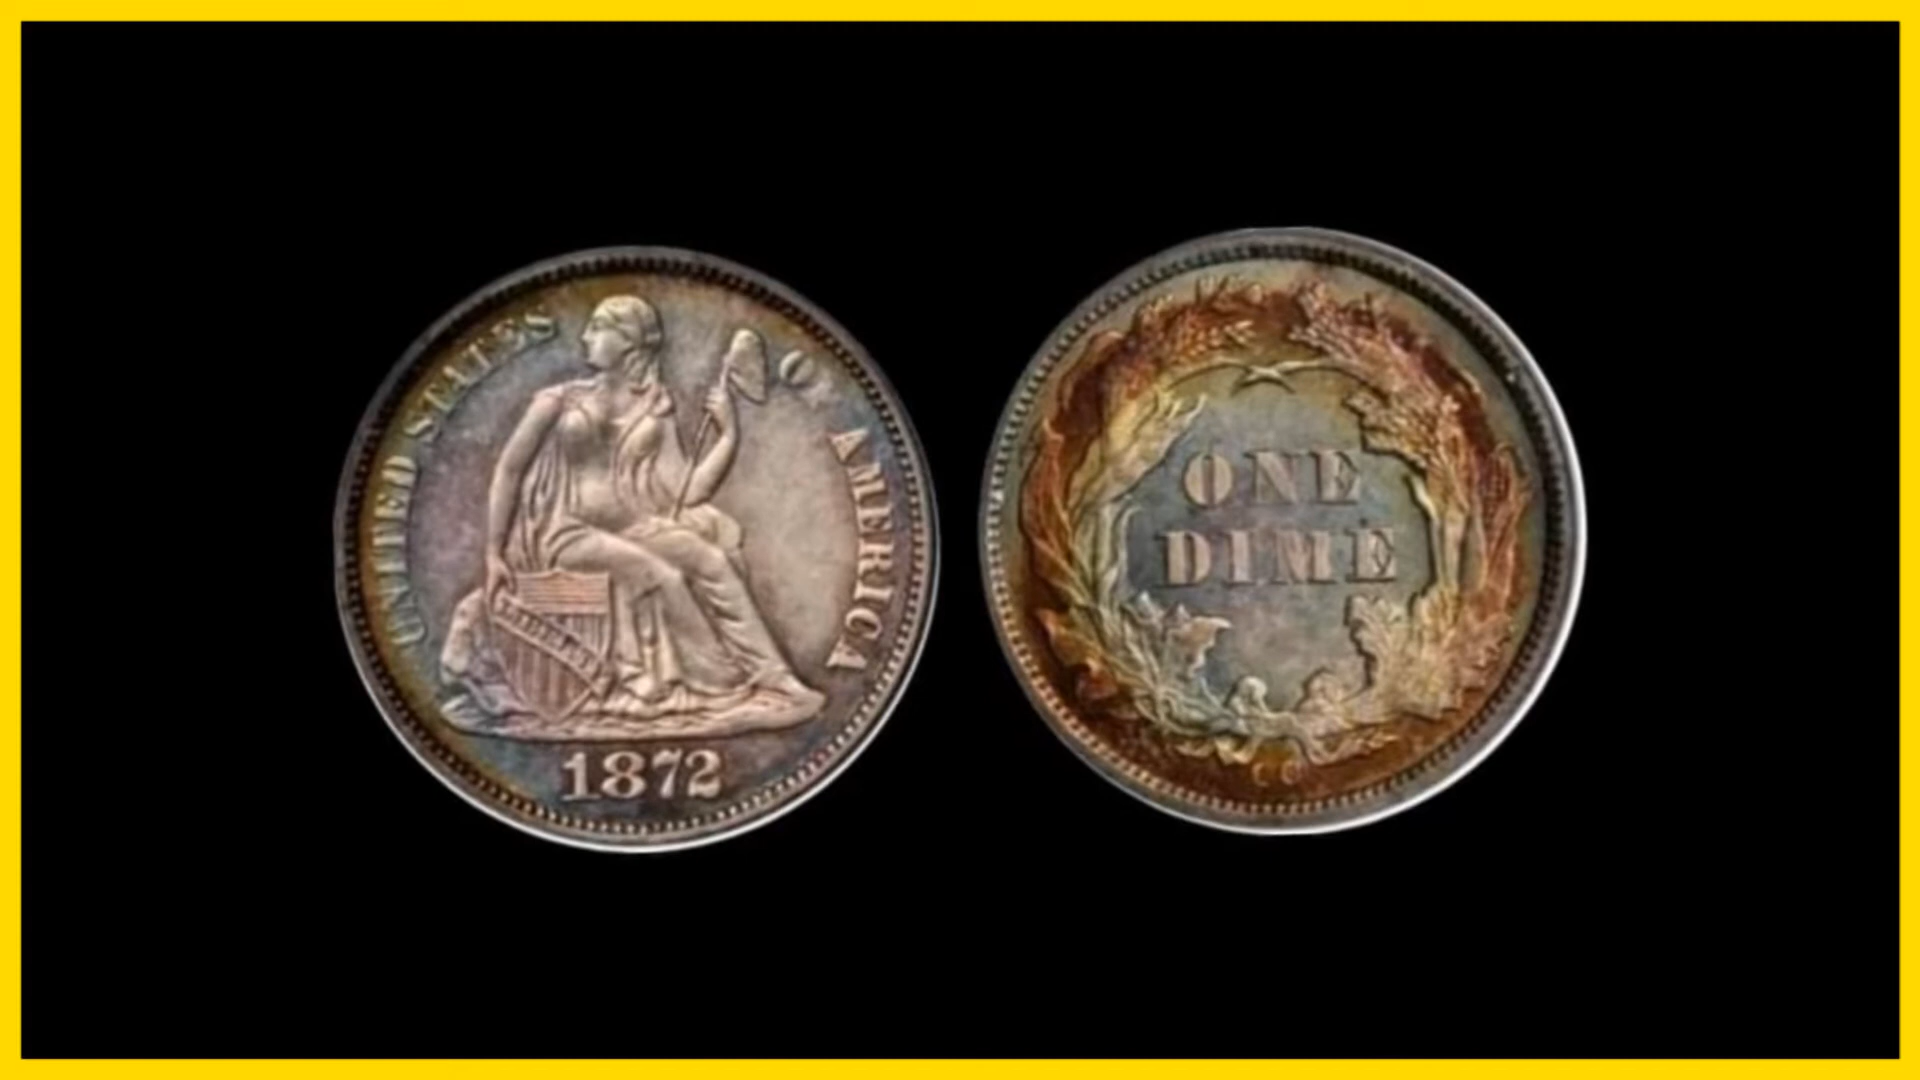 UNITED STATES OF AMERICA
LIBERTY
1872
ONE
DIME
CC